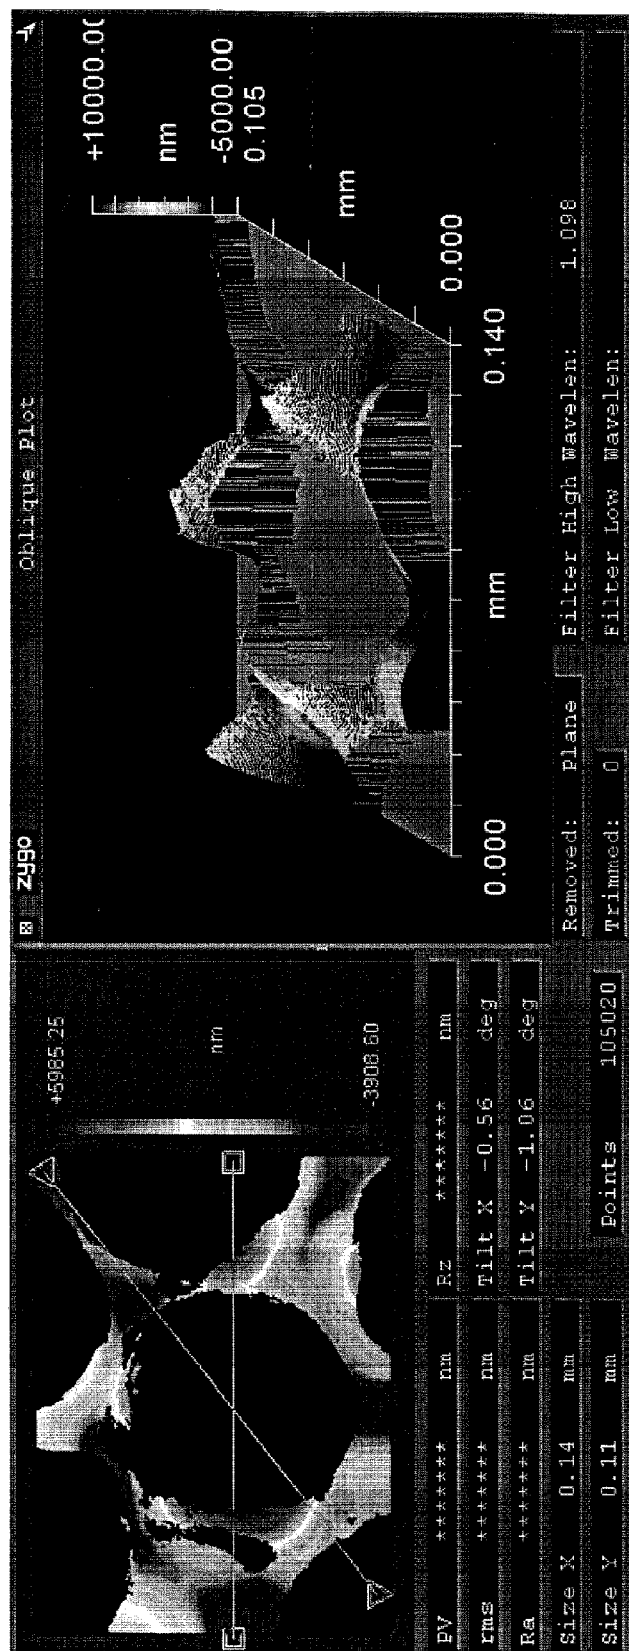 zygo
Oblique Plot
+10000.00
nm
-5000.00
0.105
mm
0.000
0.140
mm
0.000
Removed: Plane
Filter High Wavelen: 1.098
Trimmed: 0
Filter Low Wavelen:
+5985.25
nm
-3908.60
PV ******* nm
Rz ******** nm
rms ******* nm
Tilt X -0.56 deg
Ra ******* nm
Tilt Y -1.06 deg
Size X 0.14 mm
Size Y 0.11 mm
Points 105020